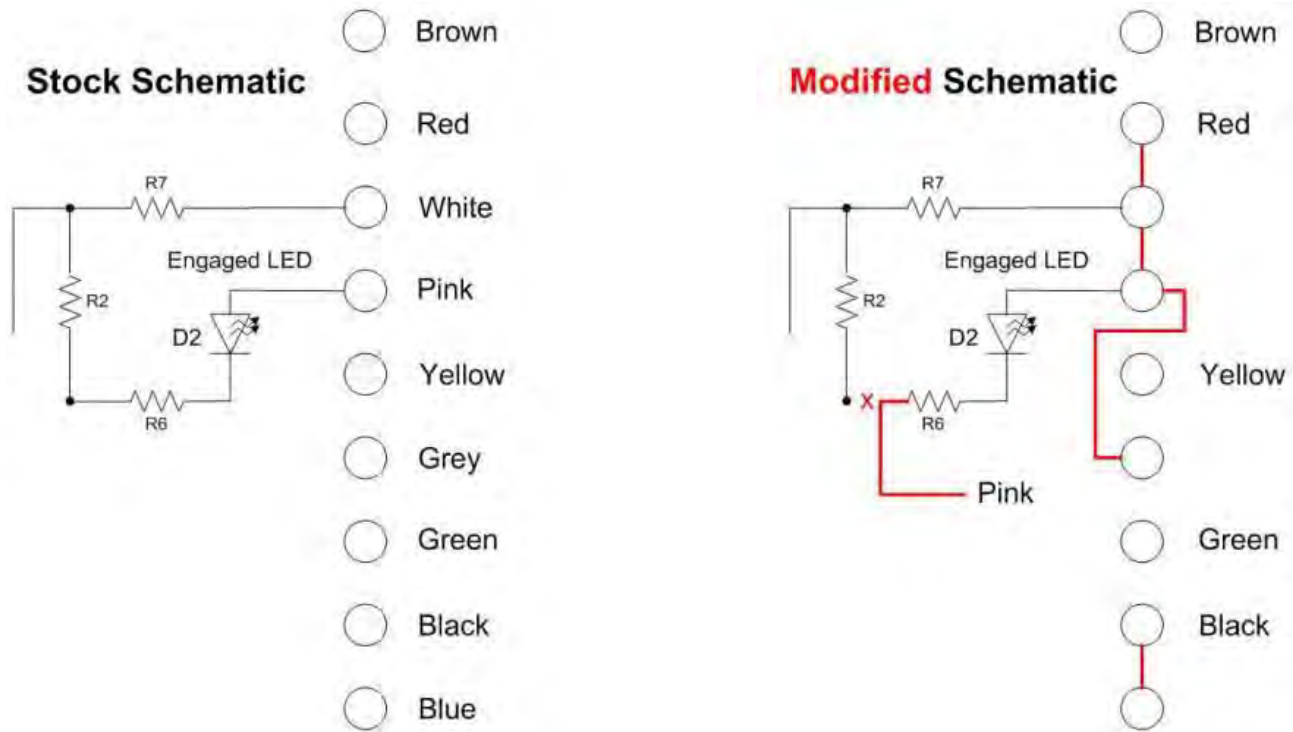 Brown
Stock Schematic
Red
R7
White
Engaged LED
Pink
R2
D2
Yellow
R6
Grey
Green
Black
Blue
Brown
Modified Schematic
Red
R7
Engaged LED
R2
D2
Yellow
X
R6
Pink
Green
Black